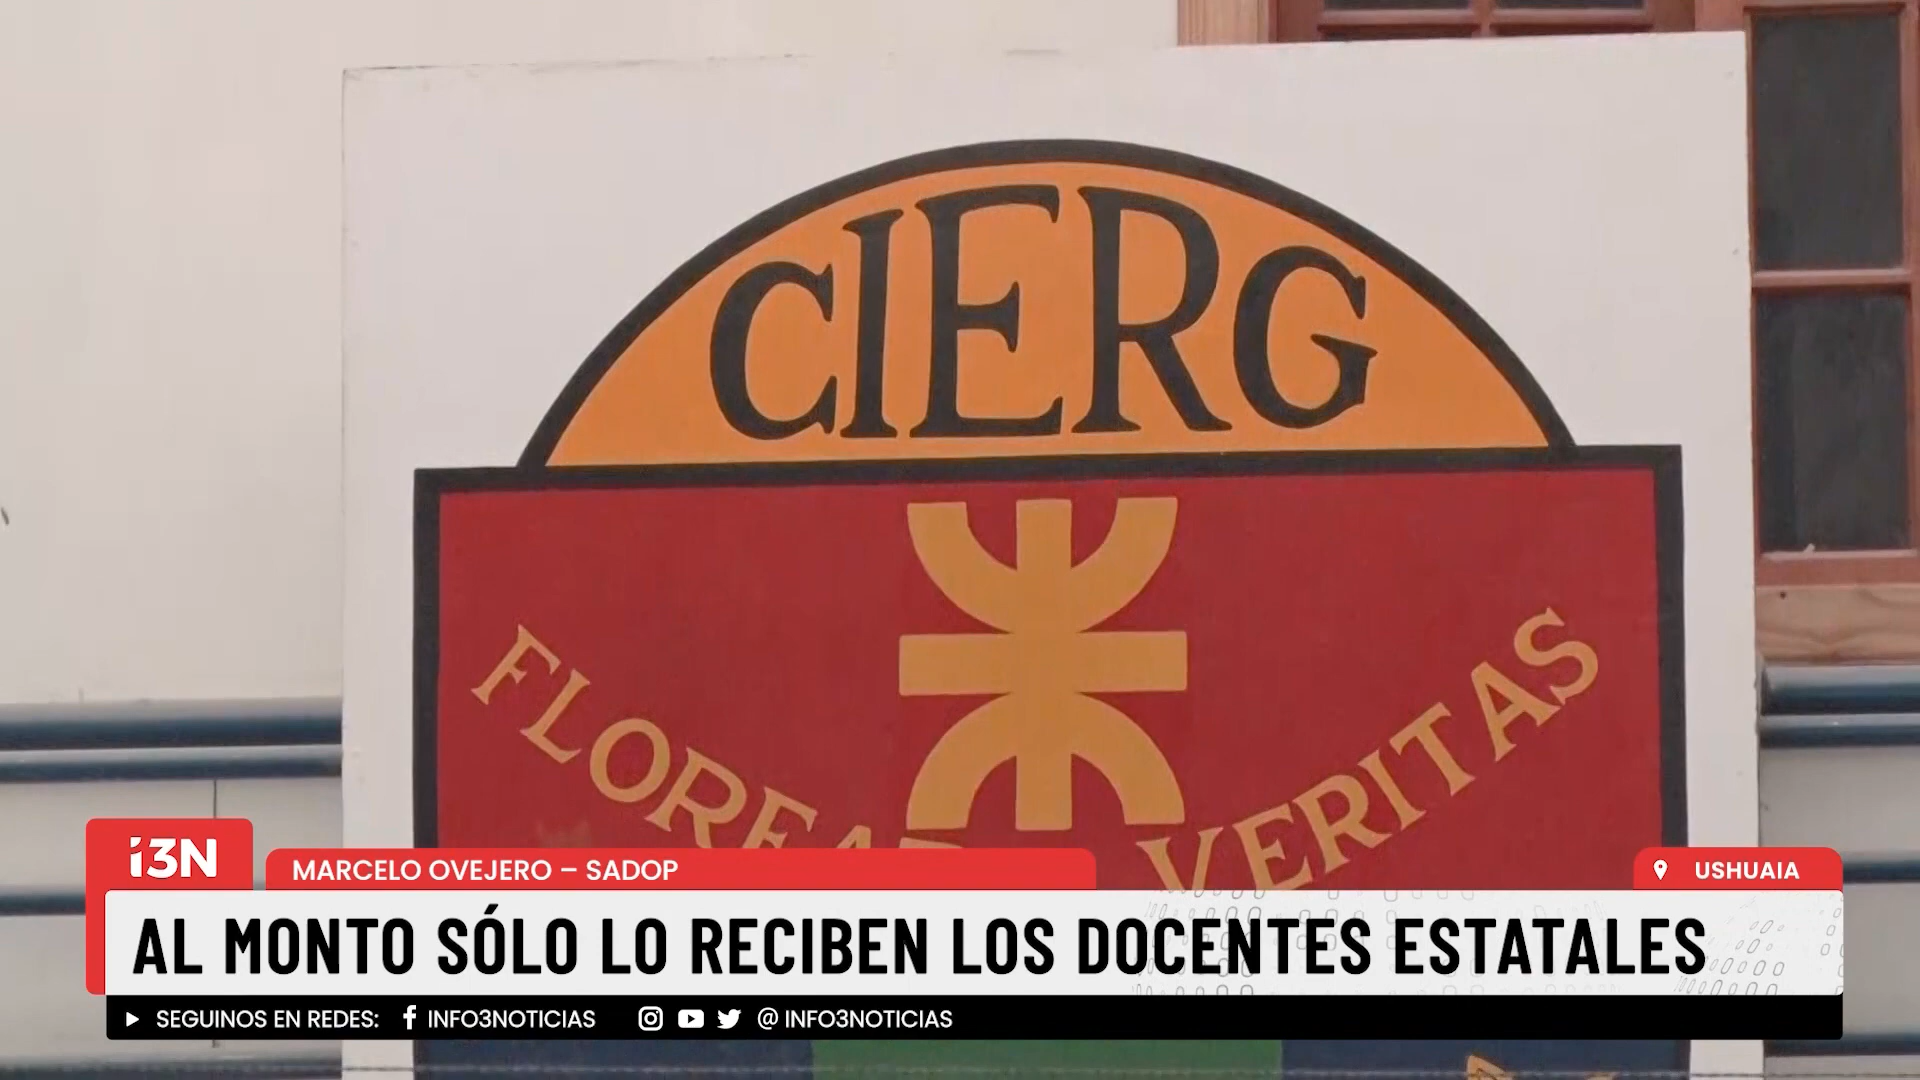 CIERG
FLOREAT VERITAS
i3N
MARCELO OVEJERO – SADOP
USHUAIA
AL MONTO SÓLO LO RECIBEN LOS DOCENTES ESTATALES
SEGUINOS EN REDES: INFO3NOTICIAS @INFO3NOTICIAS